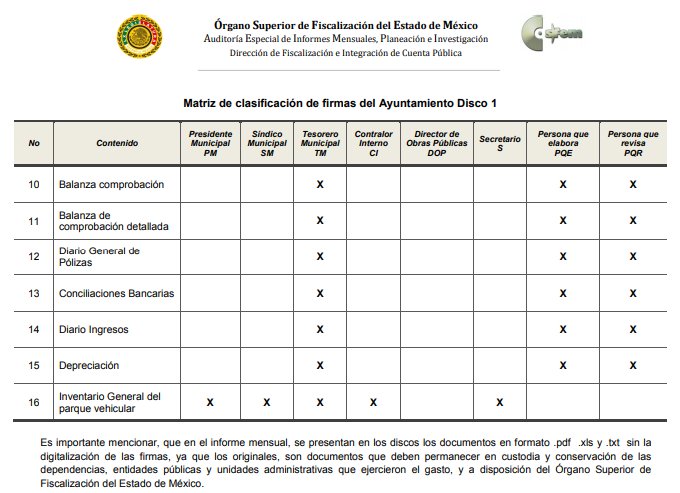 Órgano Superior de Fiscalización del Estado de México
Auditoría Especial de Informes Mensuales, Planeación e Investigación
Dirección de Fiscalización e Integración de Cuenta Pública
osfem
Matriz de clasificación de firmas del Ayuntamiento Disco 1
No Contenido Presidente Municipal PM Síndico Municipal SM Tesorero Municipal TM Contralor Interno CI Director de Obras Públicas DOP Secretario S Persona que elabora PQE Persona que revisa PQR
10 Balanza comprobación X X X
11 Balanza de comprobación detallada X X X
12 Diario General de Pólizas X X X
13 Conciliaciones Bancarias X X X
14 Diario Ingresos X X X
15 Depreciación X X X
16 Inventario General del parque vehicular X X X X X
Es importante mencionar, que en el informe mensual, se presentan en los discos los documentos en formato .pdf .xls y .txt sin la
digitalización de las firmas, ya que los originales, son documentos que deben permanecer en custodia y conservación de las
dependencias, entidades públicas y unidades administrativas que ejercieron el gasto, y a disposición del Órgano Superior de
Fiscalización del Estado de México.